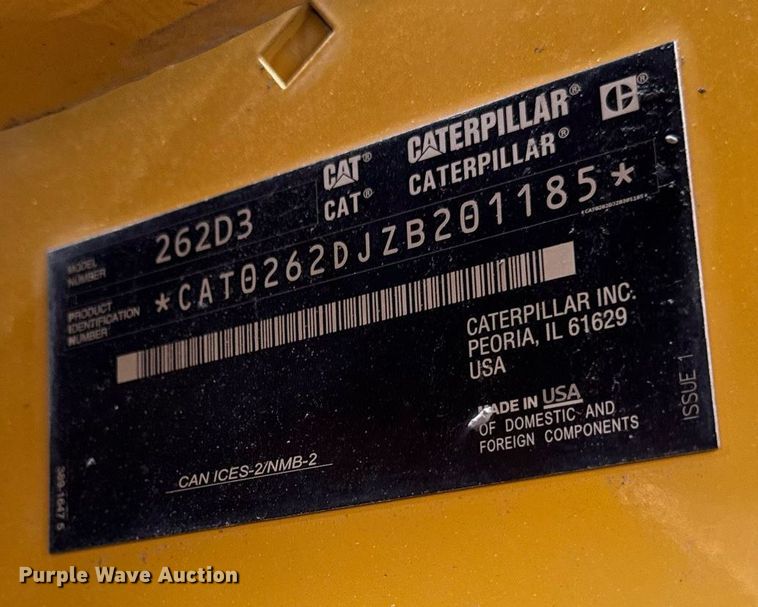 CAT® CATERPILLAR®
CAT® CATERPILLAR®
MODEL NUMBER 262D3
PRODUCT IDENTIFICATION NUMBER *CAT0262DJZB201185*
CATERPILLAR INC.
PEORIA, IL 61629
USA
MADE IN USA
OF DOMESTIC AND
FOREIGN COMPONENTS
ISSUE 1
CAN ICES-2/NMB-2
Purple Wave Auction